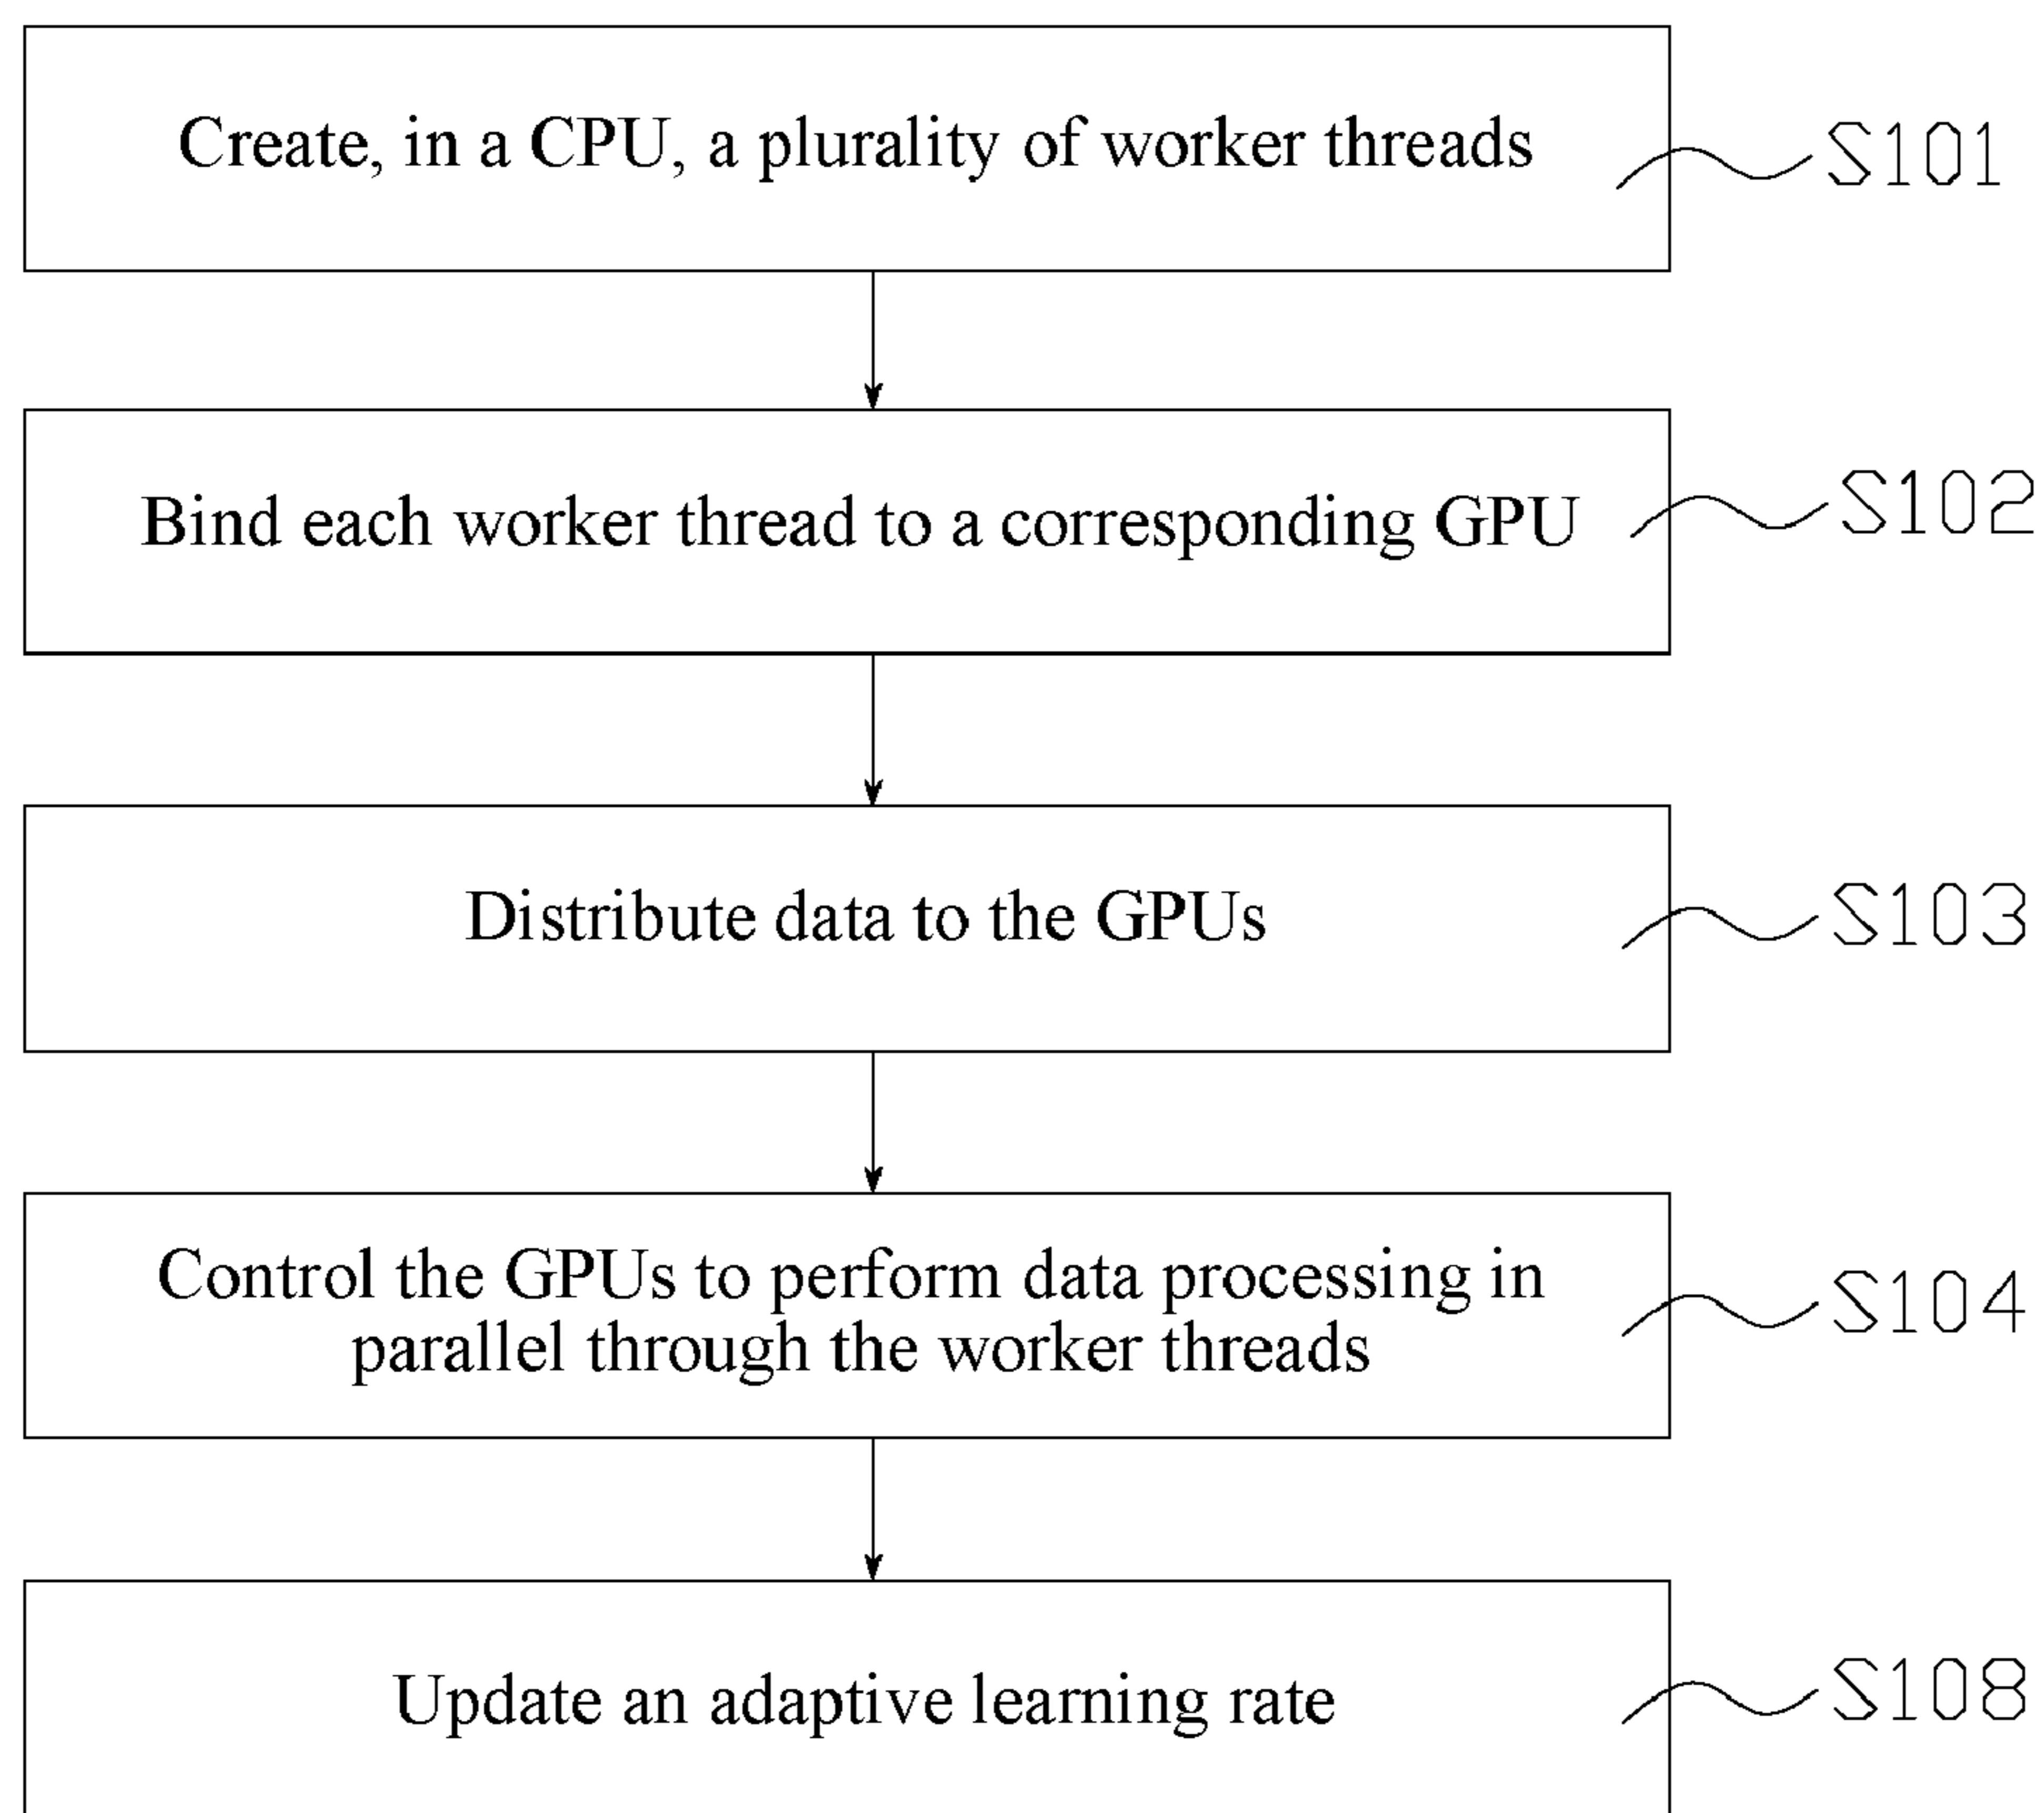 Create, in a CPU, a plurality of worker threads
S101
Bind each worker thread to a corresponding GPU
S102
Distribute data to the GPUs
S103
Control the GPUs to perform data processing in
parallel through the worker threads
S104
Update an adaptive learning rate
S108